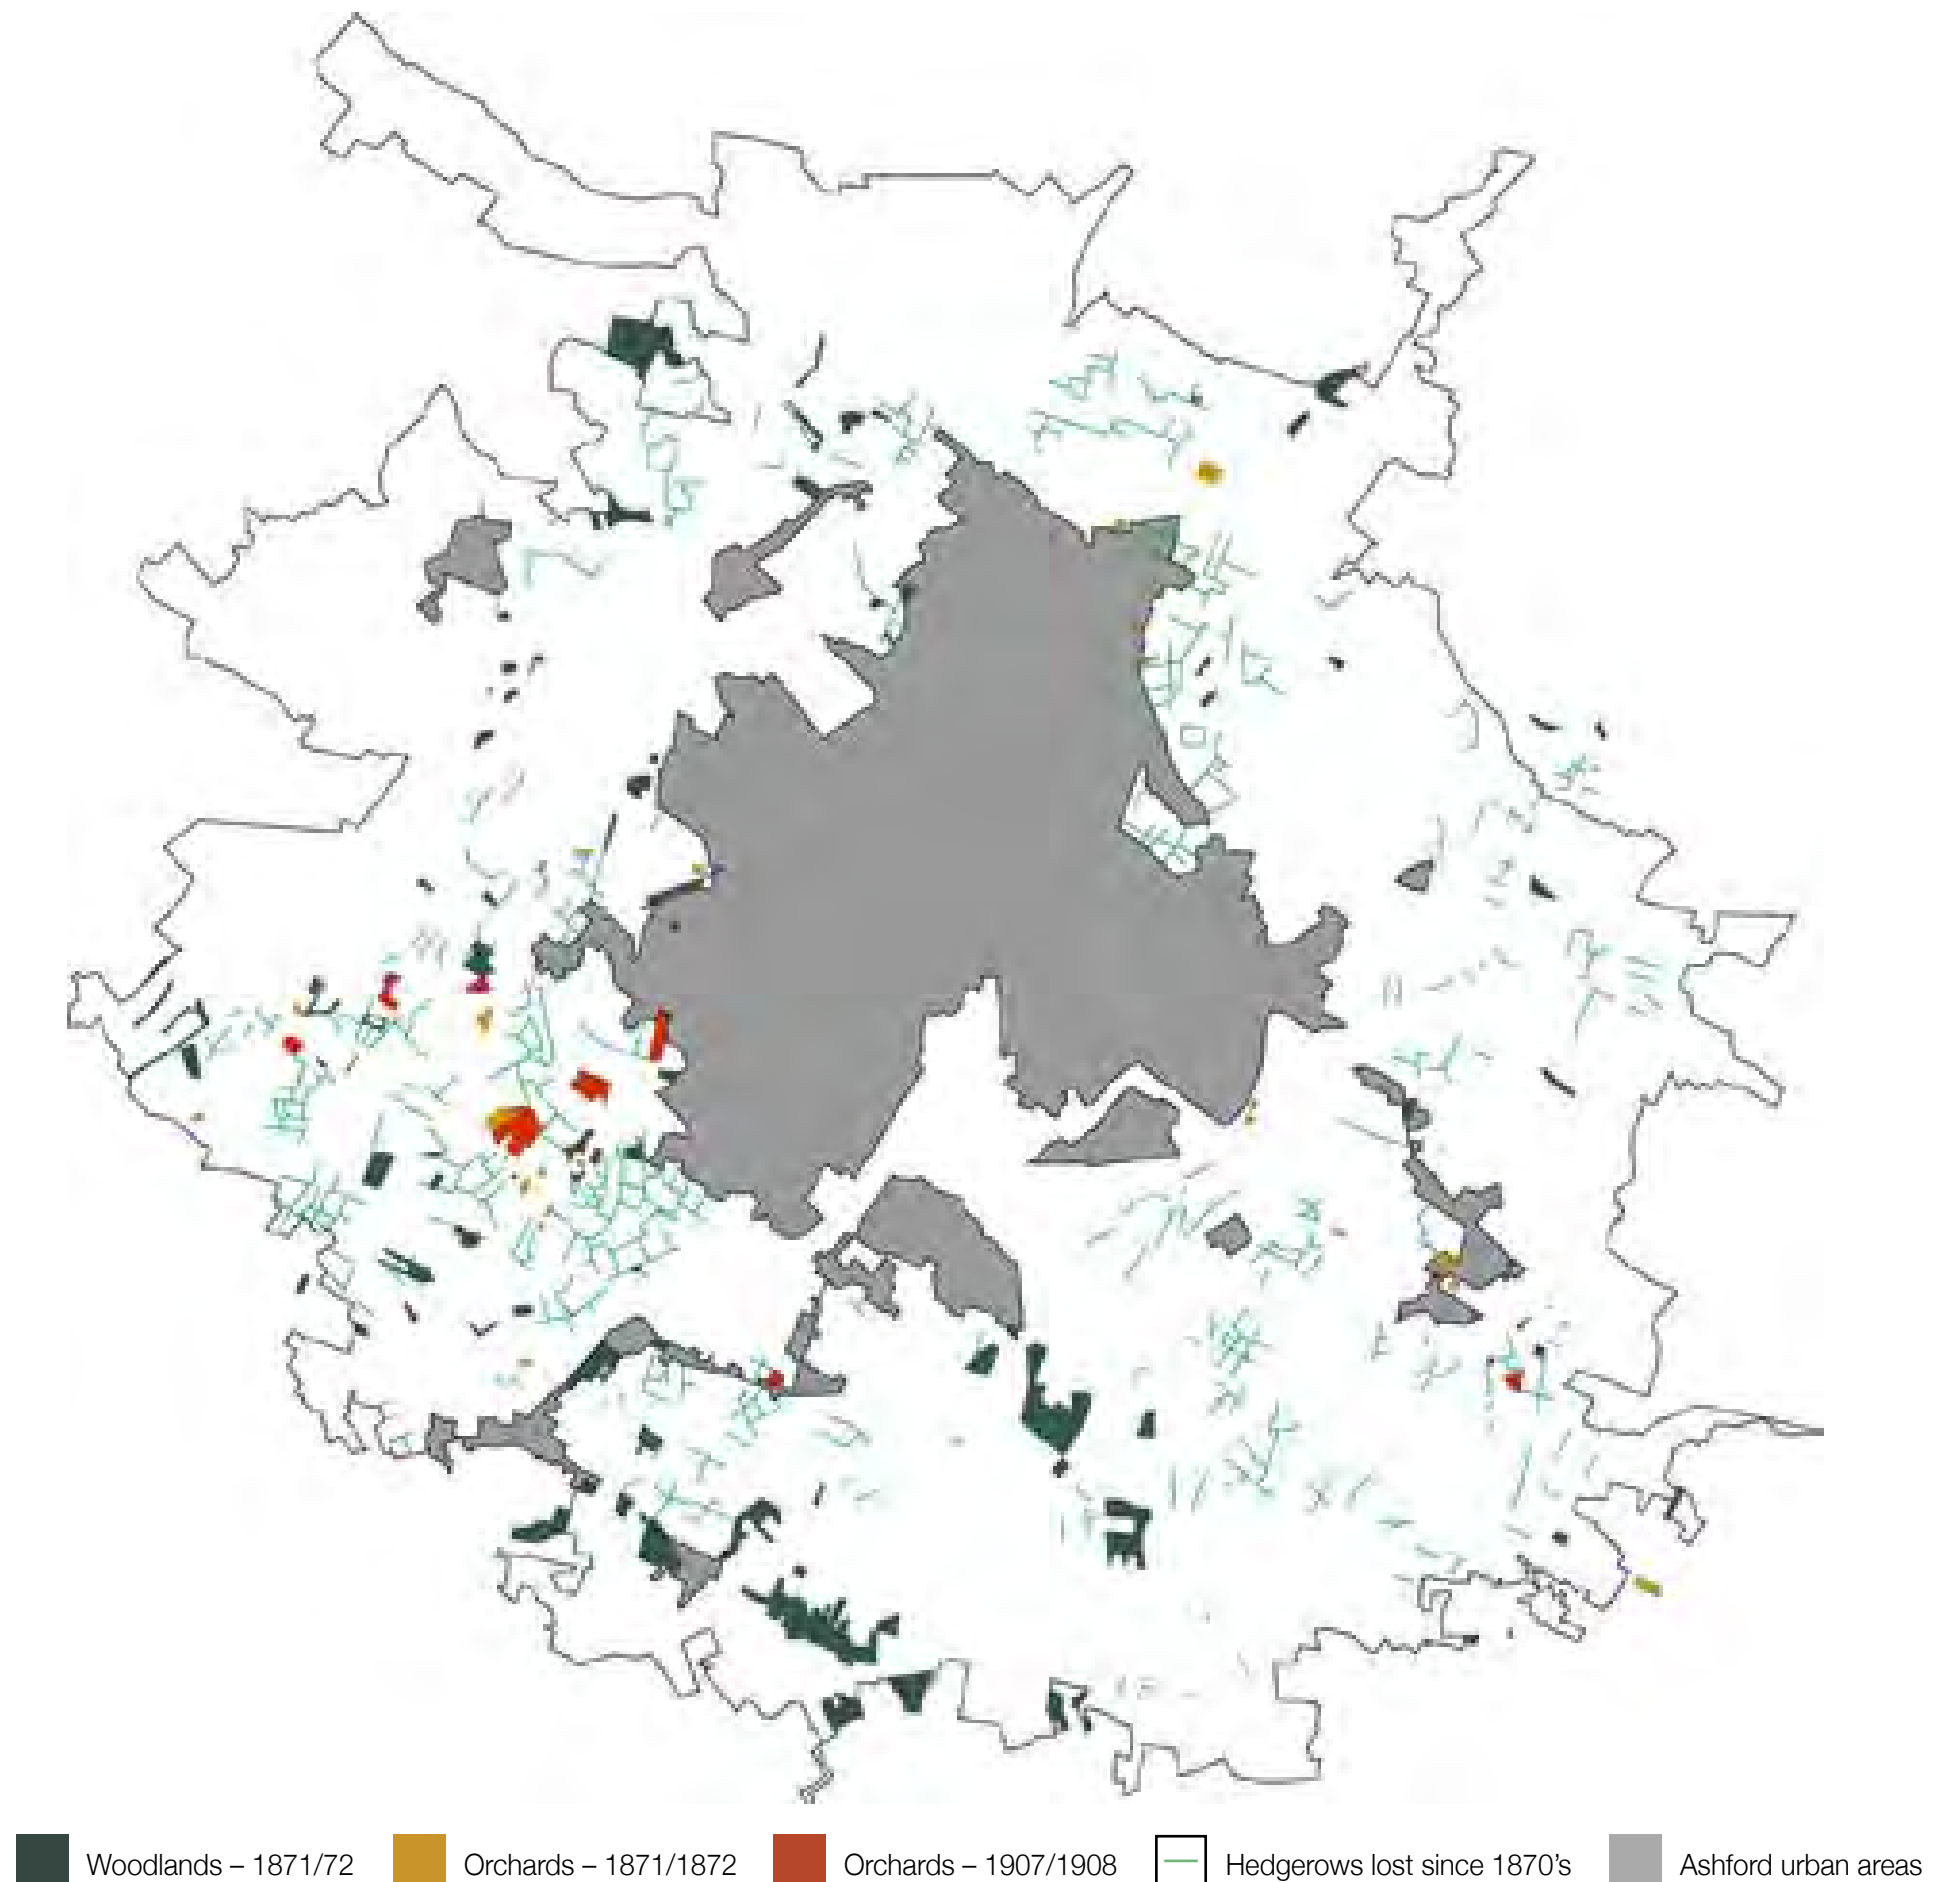 Woodlands – 1871/72
Orchards – 1871/1872
Orchards – 1907/1908
Hedgerows lost since 1870’s
Ashford urban areas